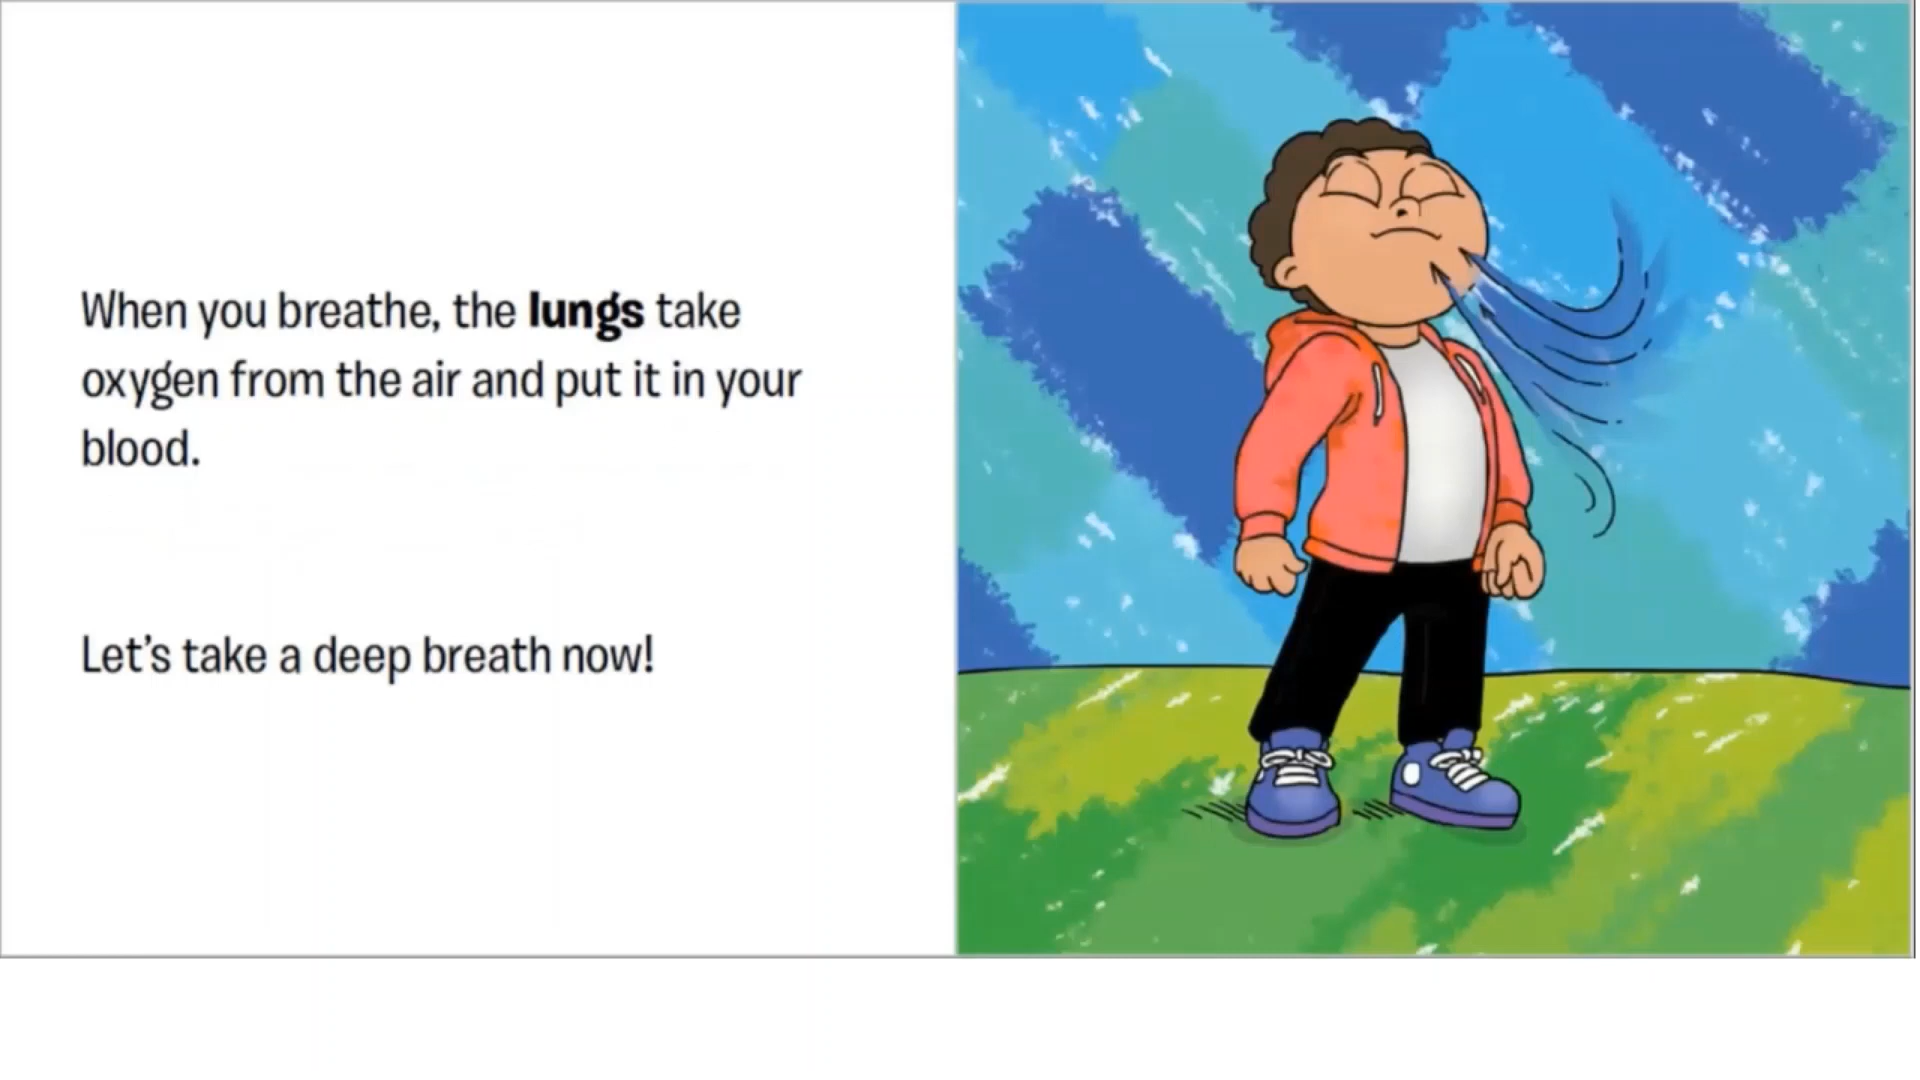 When you breathe, the lungs take
oxygen from the air and put it in your
blood.
Let’s take a deep breath now!